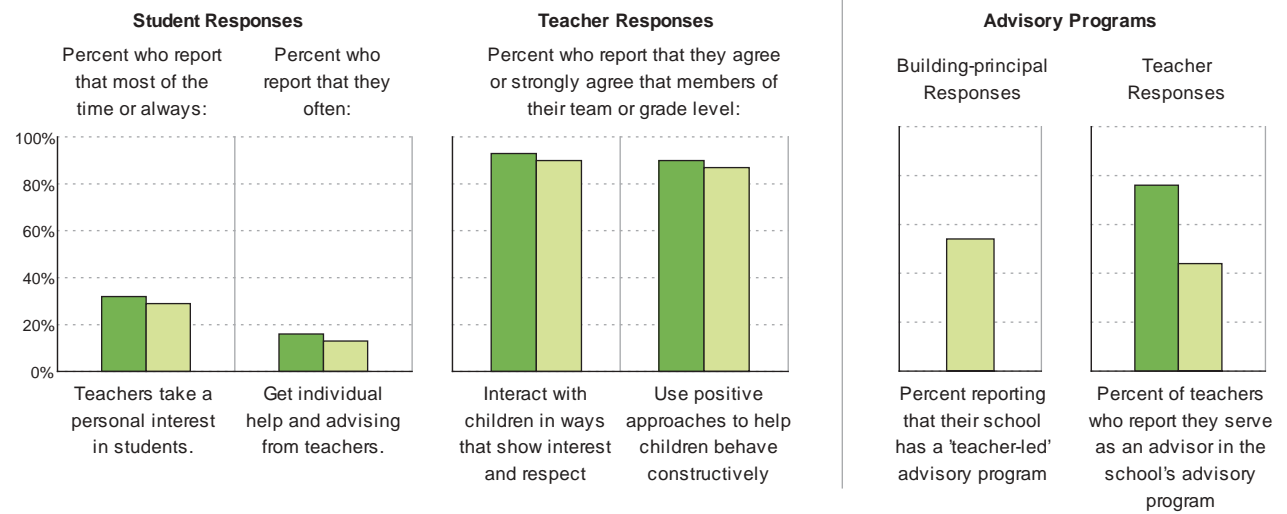 Student Responses
Percent who report
that most of the
time or always:
Percent who
report that they
often:
100%
80%
60%
40%
20%
0%
Teachers take a
personal interest
in students.
Get individual
help and advising
from teachers.
Teacher Responses
Percent who report that they agree
or strongly agree that members of
their team or grade level:
Interact with
children in ways
that show interest
and respect
Use positive
approaches to help
children behave
constructively
Advisory Programs
Building-principal
Responses
Percent reporting
that their school
has a 'teacher-led'
advisory program
Teacher
Responses
Percent of teachers
who report they serve
as an advisor in the
school's advisory
program